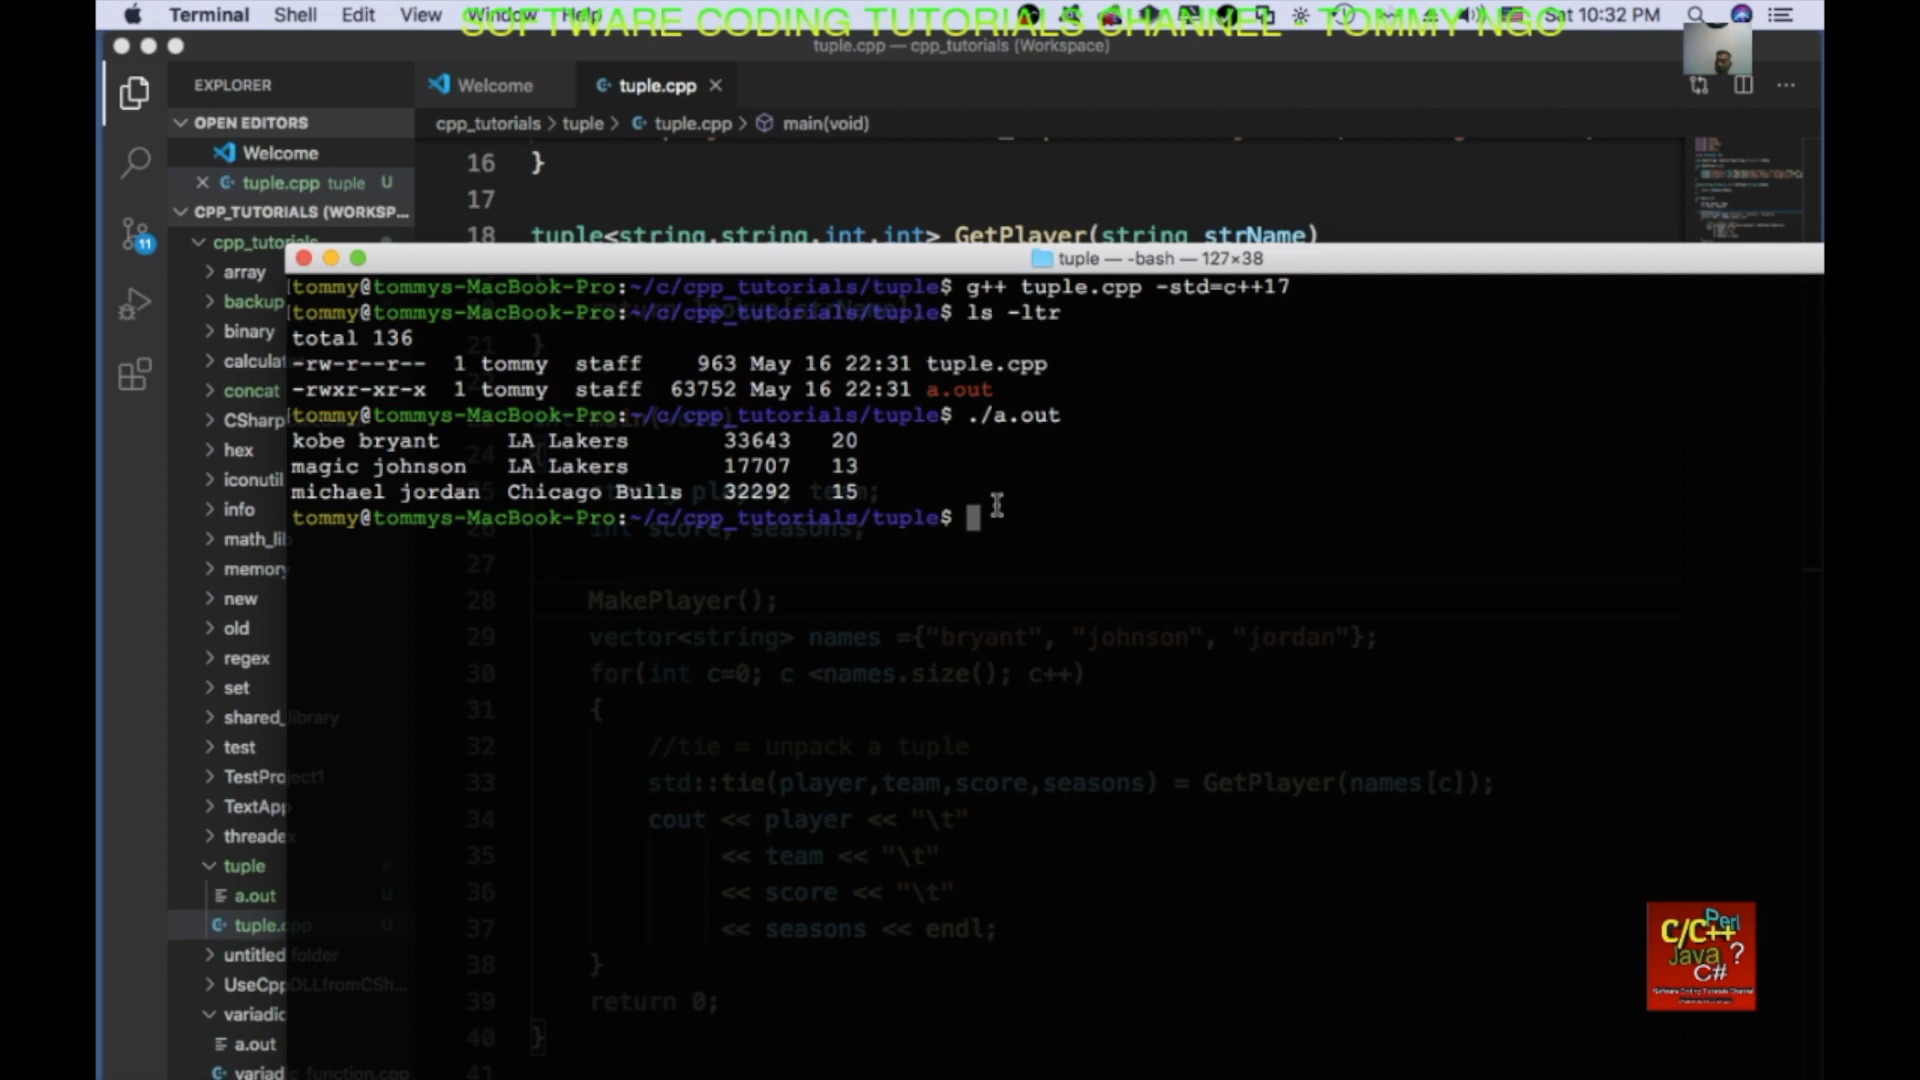 Terminal Shell Edit View Window Help Sat 10:32 PM
SOFTWARE CODING TUTORIALS CHANNEL - TOMMY NGO
tuple.cpp — cpp_tutorials (Workspace)
EXPLORER
Welcome
tuple.cpp
OPEN EDITORS
cpp_tutorials > tuple > tuple.cpp > main(void)
Welcome
16 }
tuple.cpp tuple U
17
CPP_TUTORIALS (WORKSP...
18 tuple<string,string,int,int> GetPlayer(string strName)
11
cpp_tutorials
tuple — -bash — 127×38
tommy@tommys-MacBook-Pro:~/c/cpp_tutorials/tuple$ g++ tuple.cpp -std=c++17
tommy@tommys-MacBook-Pro:~/c/cpp_tutorials/tuple$ ls -ltr
total 136
-rw-r--r-- 1 tommy staff 963 May 16 22:31 tuple.cpp
-rwxr-xr-x 1 tommy staff 63752 May 16 22:31 a.out
tommy@tommys-MacBook-Pro:~/c/cpp_tutorials/tuple$ ./a.out
kobe bryant LA Lakers 33643 20
magic johnson LA Lakers 17707 13
michael jordan Chicago Bulls 32292 15
tommy@tommys-MacBook-Pro:~/c/cpp_tutorials/tuple$
array
backup
binary
calculat
concat
CSharp
hex
iconutil
info
math_lib
memory
new
old
regex
set
shared_library
test
TestProject1
TextApp
threadex
tuple
a.out U
tuple.cpp U
untitled folder
UseCppDLLfromCSh...
variadic
a.out
variadic_function.cpp
int score, seasons;
27
28 MakePlayer();
29 vector<string> names ={"bryant", "johnson", "jordan"};
30 for(int c=0; c <names.size(); c++)
31 {
32 //tie = unpack a tuple
33 std::tie(player,team,score,seasons) = GetPlayer(names[c]);
34 cout << player << "\t"
35 << team << "\t"
36 << score << "\t"
37 << seasons << endl;
38 }
39 return 0;
40 }
41
Perl
C/C++
Java ?
C#
Software Coding Tutorials Channel